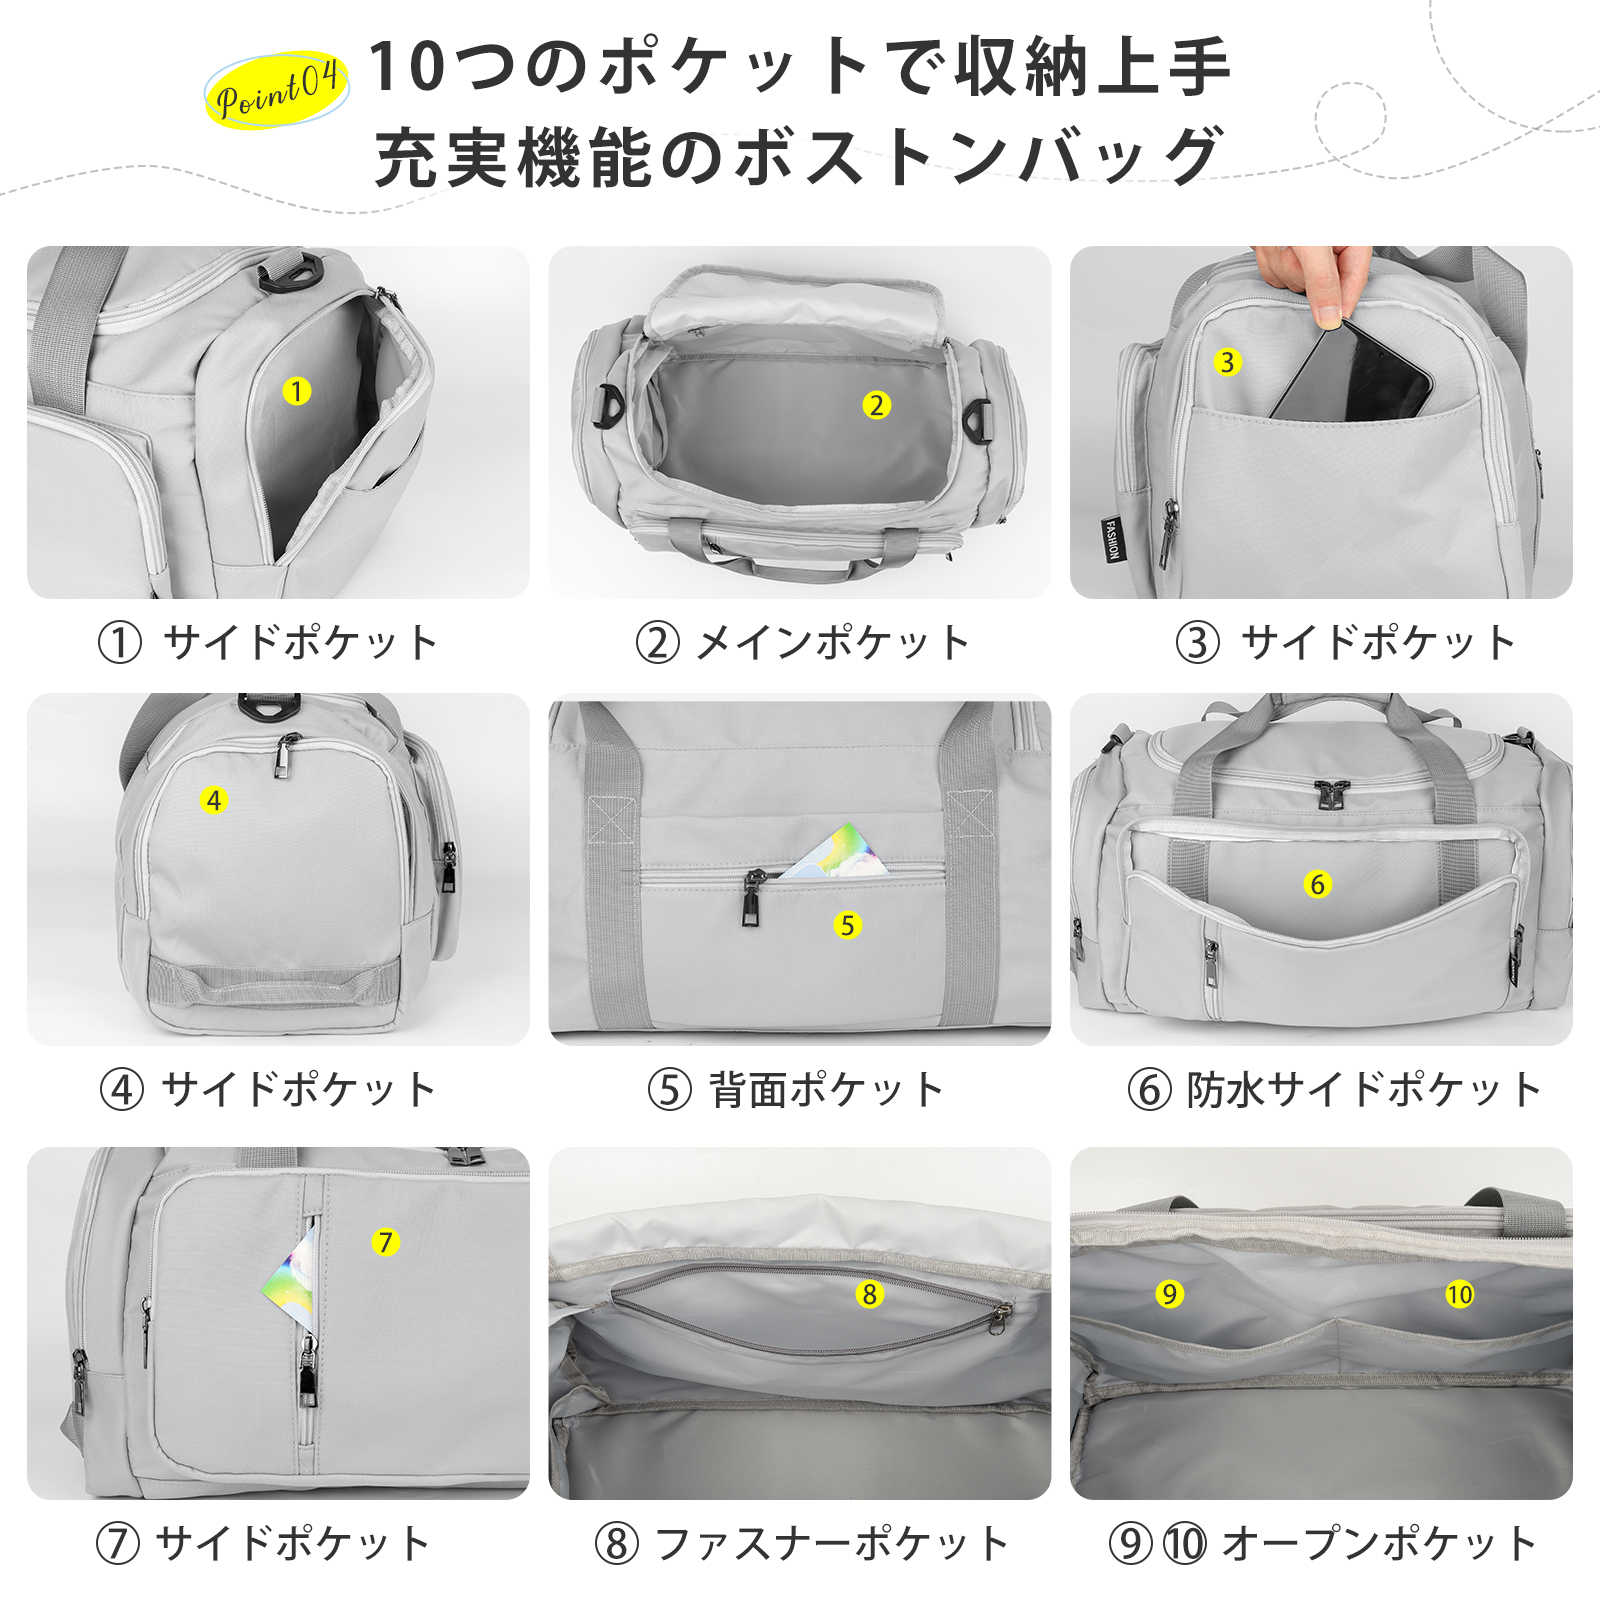 Point04
10つのポケットで収納上手
充実機能のボストンバッグ
1
2
3
FASHION
① サイドポケット
② メインポケット
③ サイドポケット
4
5
6
④ サイドポケット
⑤ 背面ポケット
⑥ 防水サイドポケット
7
8
9
10
⑦ サイドポケット
⑧ ファスナーポケット
⑨⑩ オープンポケット